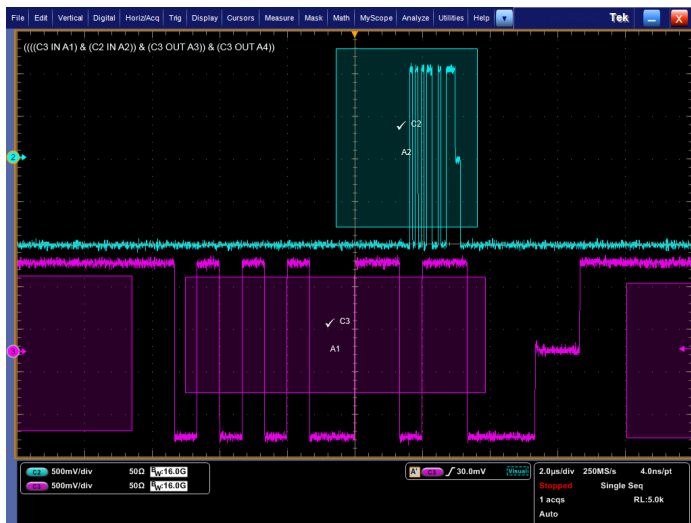 File Edit Vertical Digital Horiz/Acq Trig Display Cursors Measure Mask Math MyScope Analyze Utilities Help Tek
((((C3 IN A1) & (C2 IN A2)) & (C3 OUT A3)) & (C3 OUT A4))
C2
A2
2
C3
A1
3
C2 500mV/div 50Ω BW:16.0G
C3 500mV/div 50Ω BW:16.0G
A' C3 30.0mV Visual
2.0µs/div 250MS/s 4.0ns/pt
Stopped Single Seq
1 acqs RL:5.0k
Auto